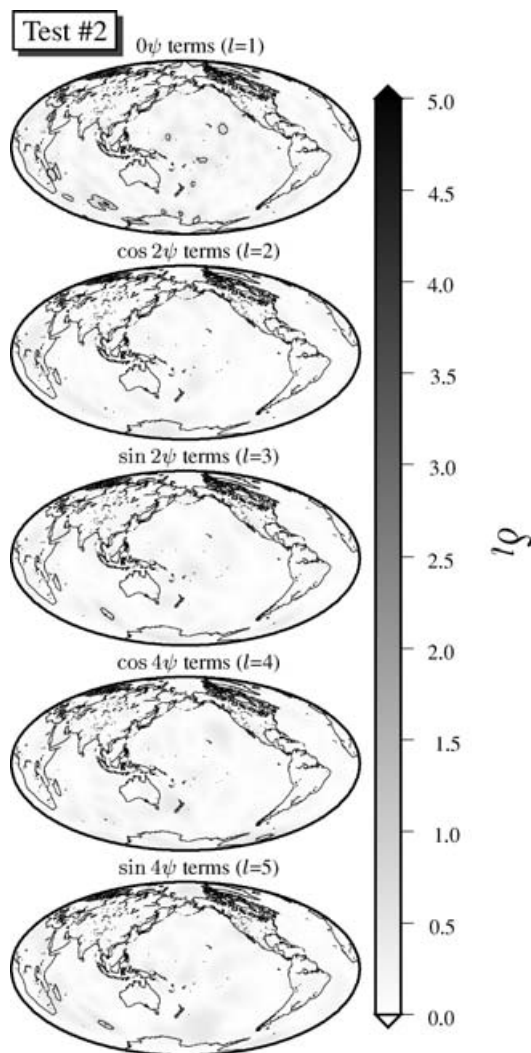 Test #2
0ψ terms (l=1)
cos 2ψ terms (l=2)
sin 2ψ terms (l=3)
cos 4ψ terms (l=4)
sin 4ψ terms (l=5)
5.0
4.5
4.0
3.5
3.0
2.5
2.0
1.5
1.0
0.5
0.0
δl